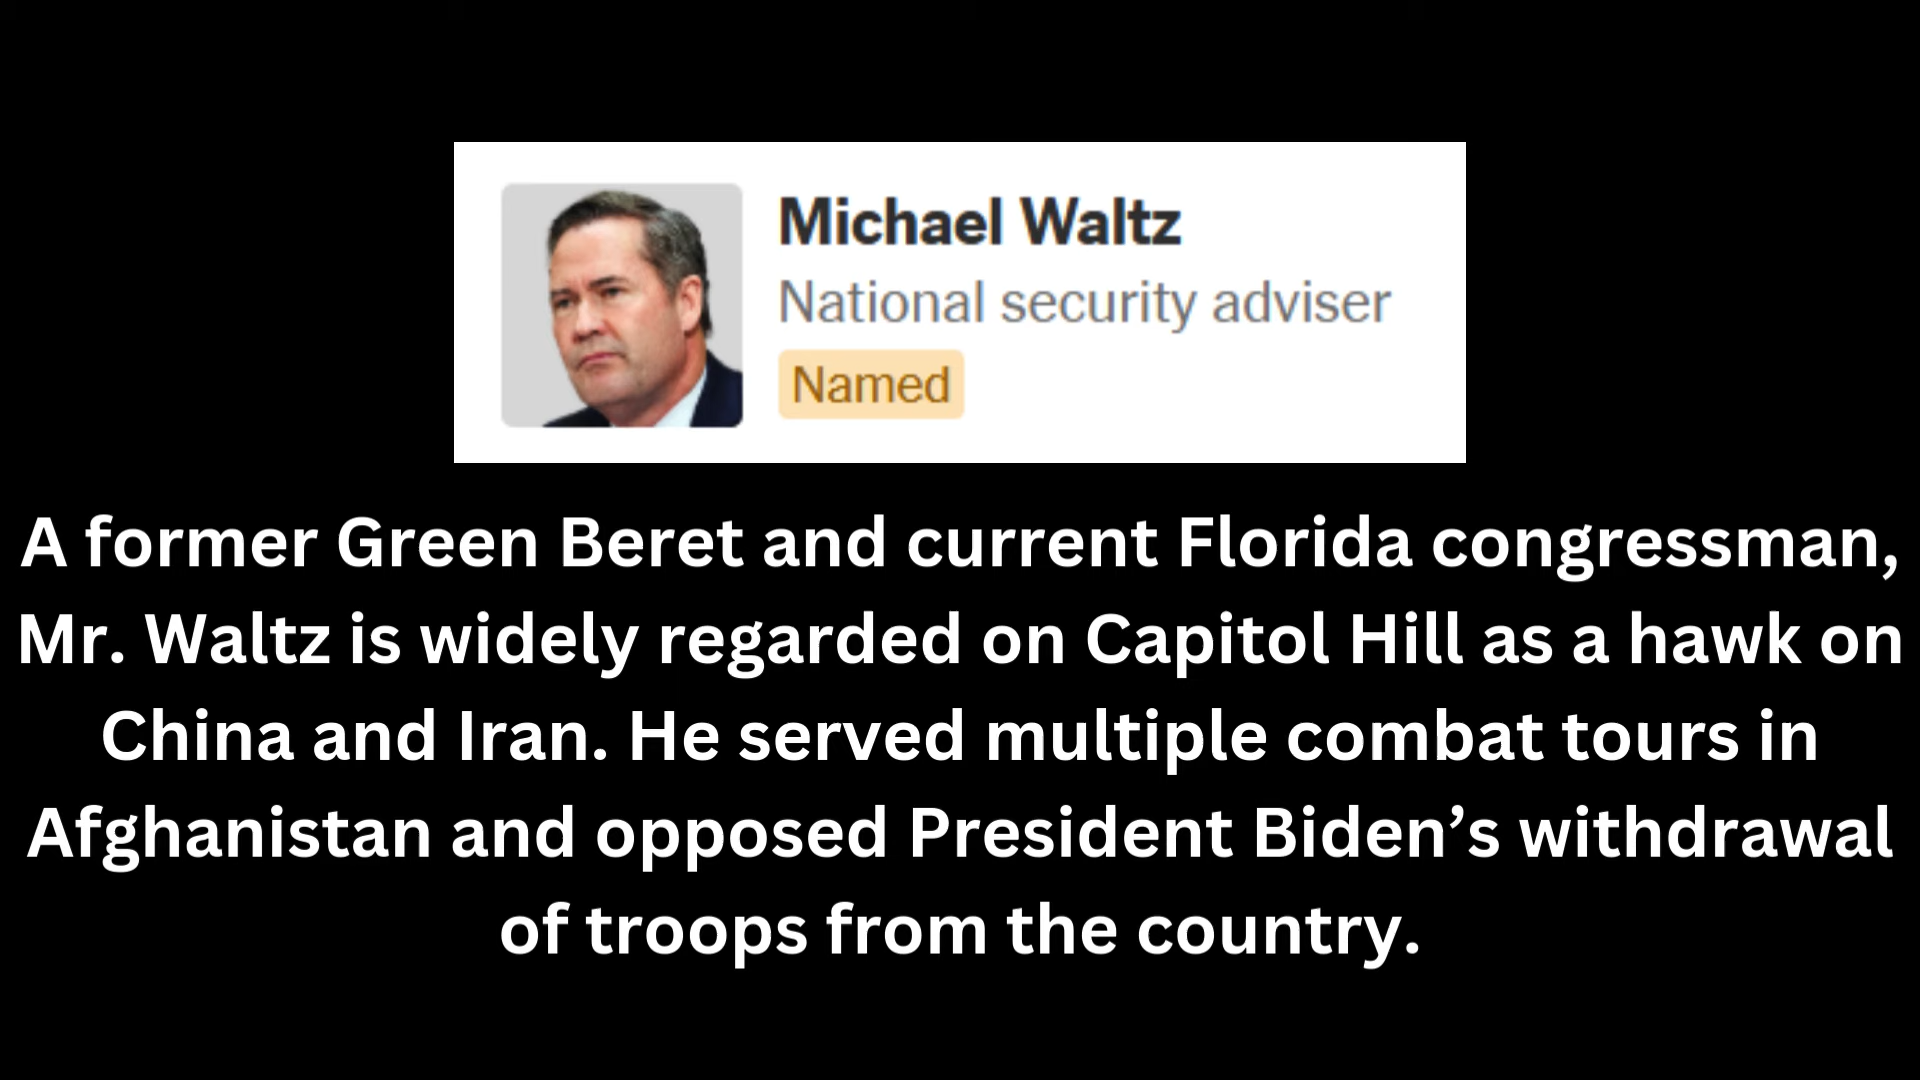 Michael Waltz
National security adviser
Named
A former Green Beret and current Florida congressman,
Mr. Waltz is widely regarded on Capitol Hill as a hawk on
China and Iran. He served multiple combat tours in
Afghanistan and opposed President Biden’s withdrawal
of troops from the country.